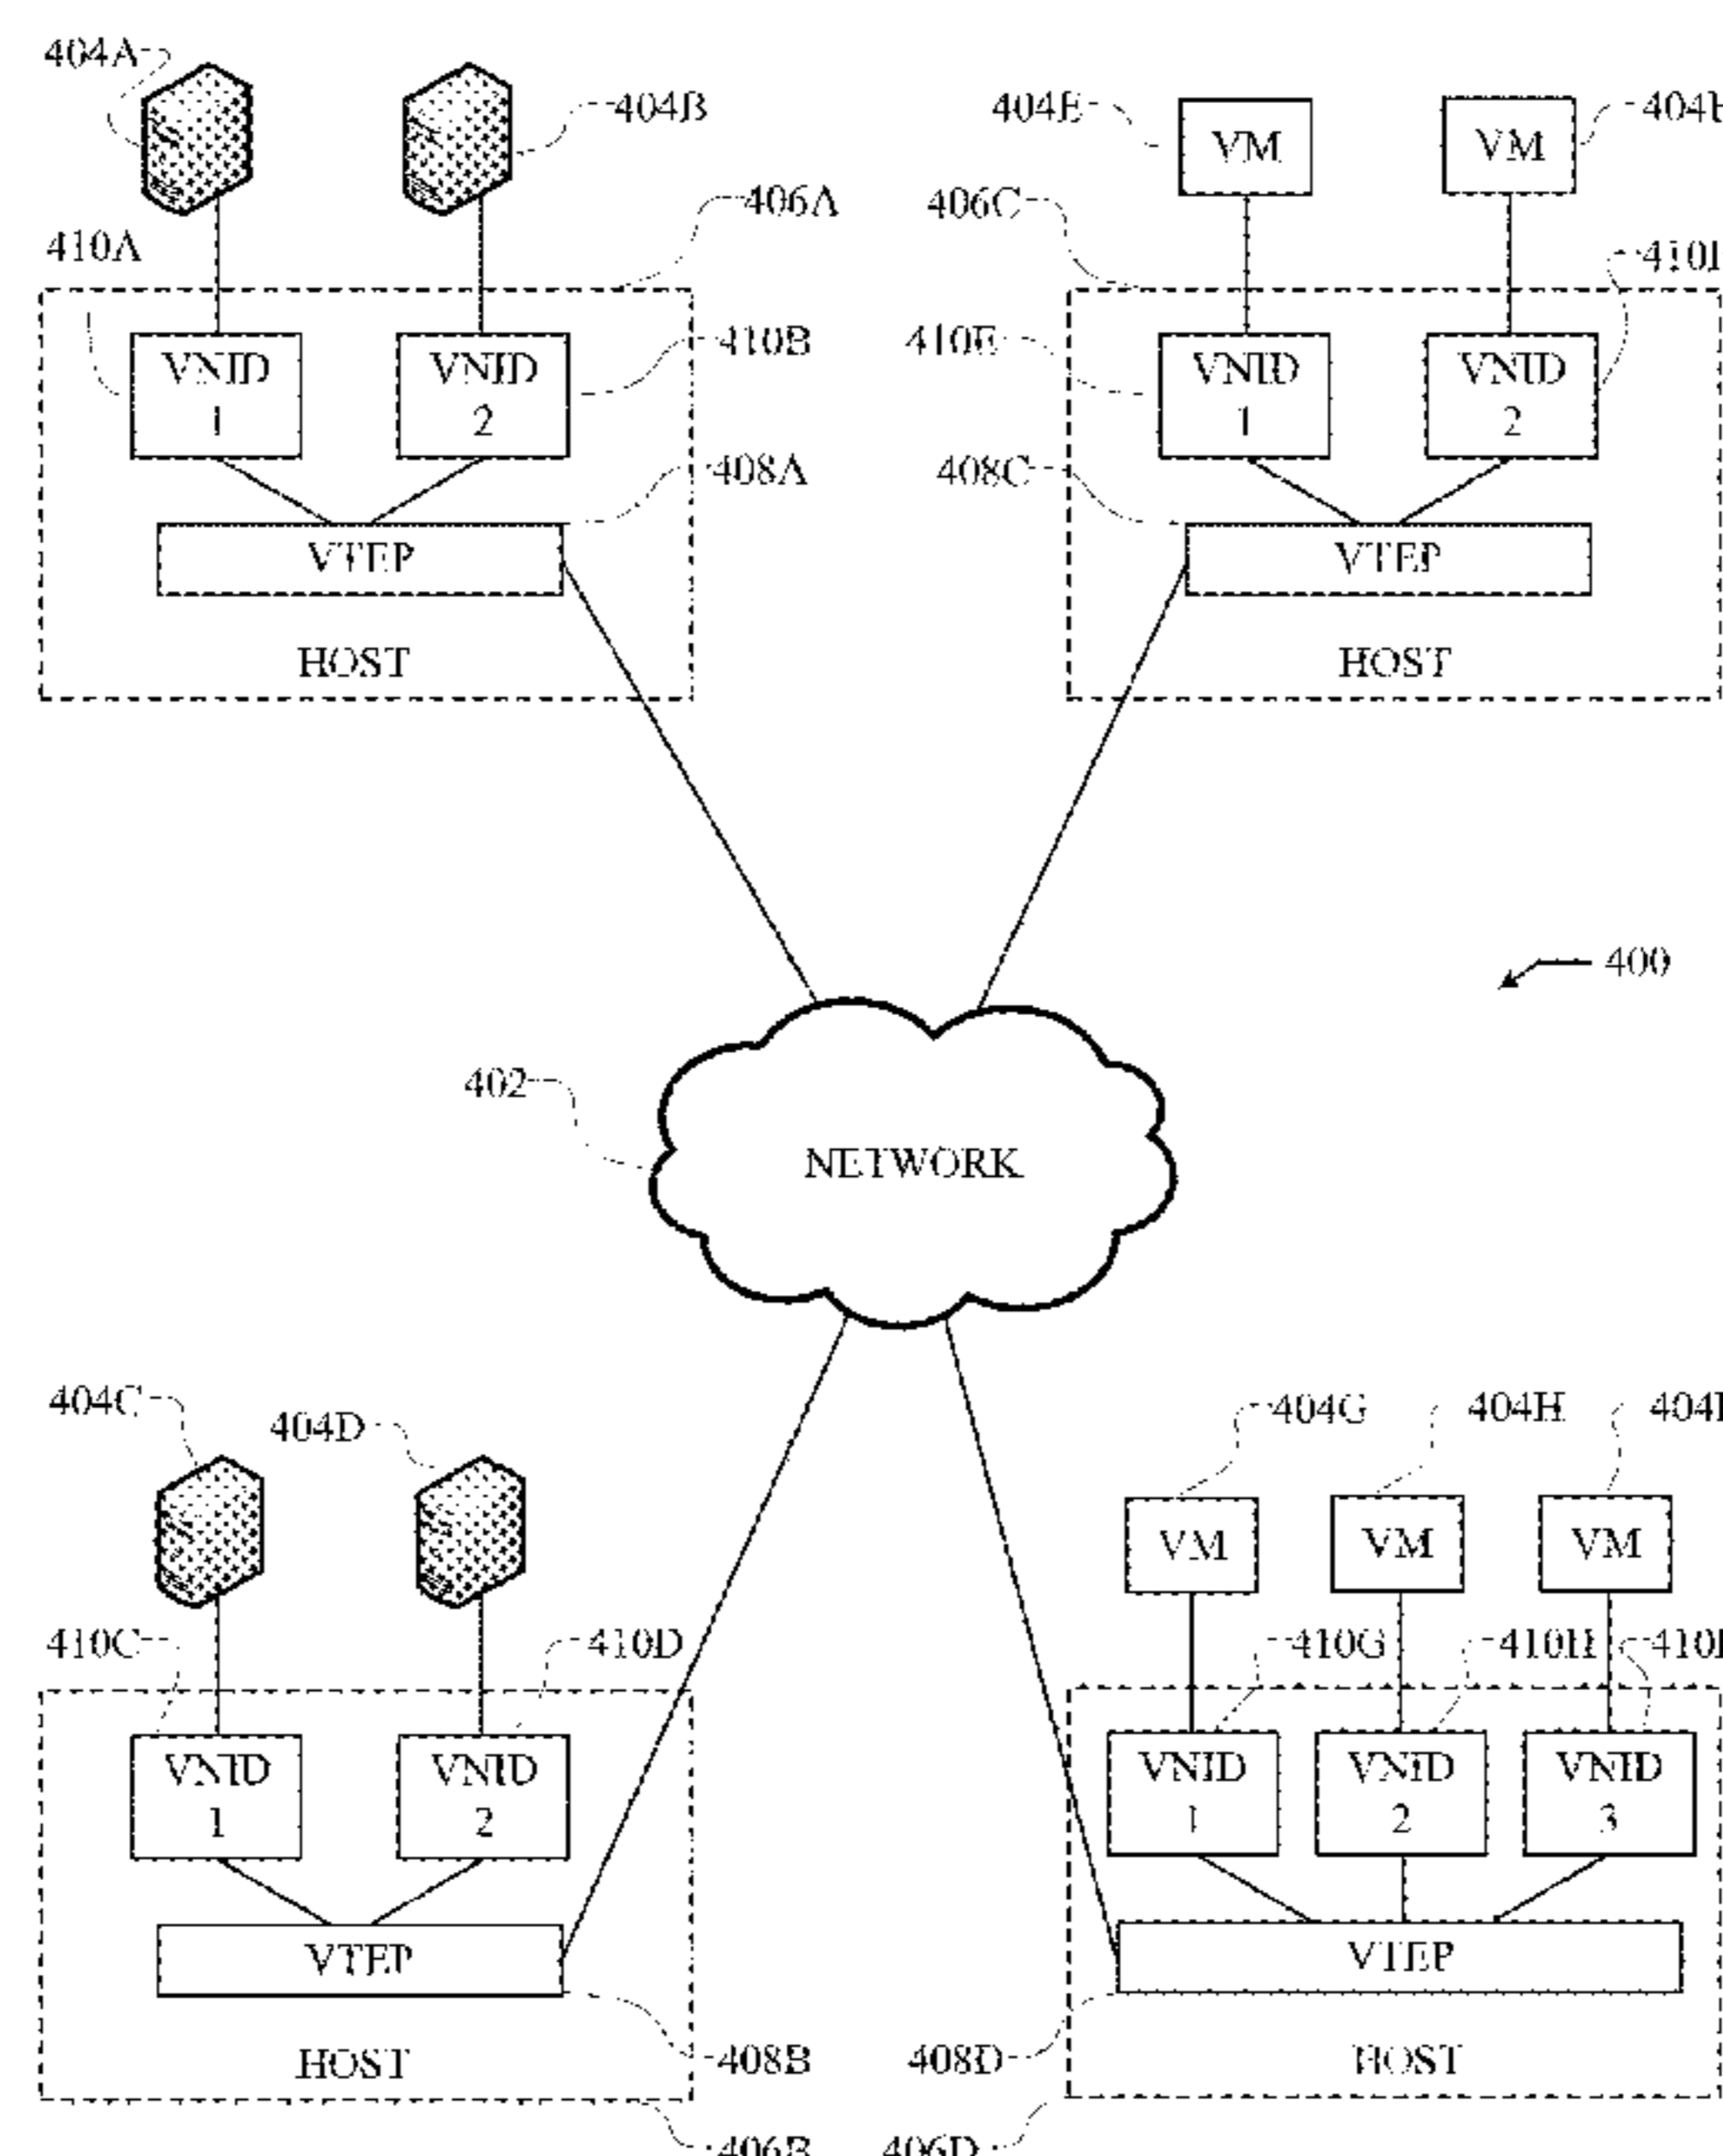 404A
404B
404E
VM
VM
406A
406C
410A
410B
410E
VNID
1
VNID
2
VNID
1
VNID
2
408A
408C
VTEP
VTEP
HOST
HOST
400
402
NETWORK
404C
404D
404G
404H
VM
VM
VM
410C
410D
410G
410H
VNID
1
VNID
2
VNID
1
VNID
2
VNID
3
VTEP
VTEP
408B
408D
HOST
HOST
406B
406D